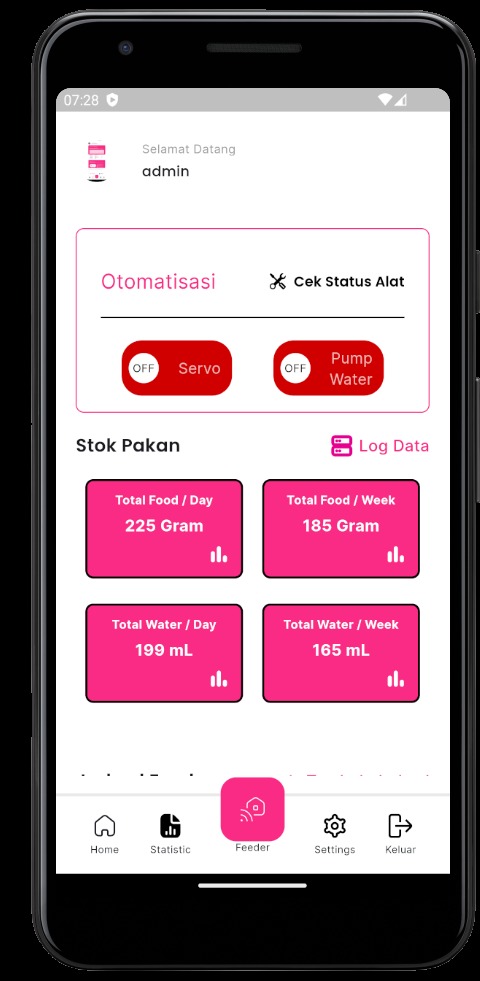 07:28
Selamat Datang
admin
Otomatisasi
Cek Status Alat
OFF
Servo
OFF
Pump
Water
Stok Pakan
Log Data
Total Food / Day
225 Gram
Total Food / Week
185 Gram
Total Water / Day
199 mL
Total Water / Week
165 mL
Home
Statistic
Feeder
Settings
Keluar